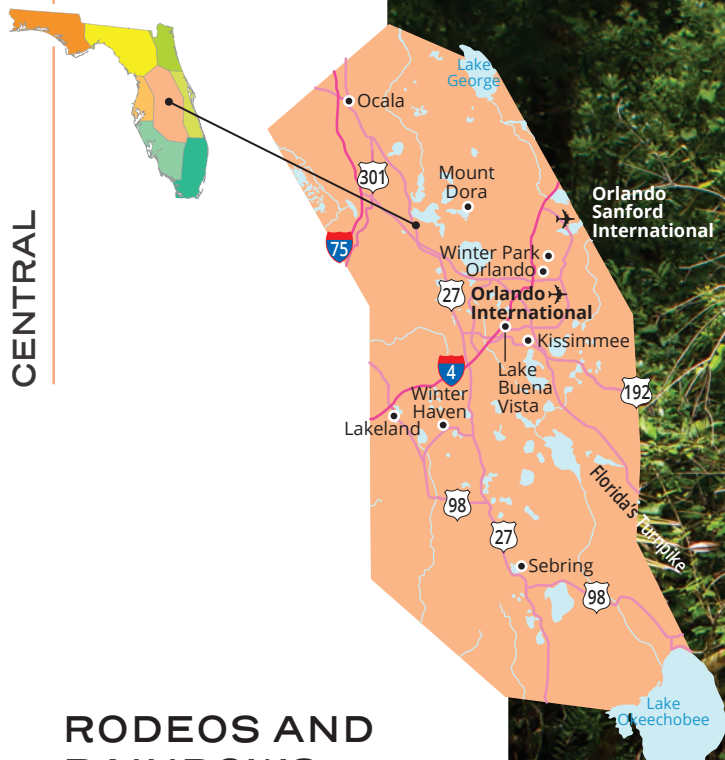 CENTRAL
Lake
George
Ocala
301
Mount
Dora
Orlando
Sanford
International
75
Winter Park
Orlando
27
Orlando
International
Kissimmee
4
Lake
Buena
Vista
192
Winter
Haven
Lakeland
98
Florida's Turnpike
27
Sebring
98
Lake
Okeechobee
RODEOS AND
RAINBOWS